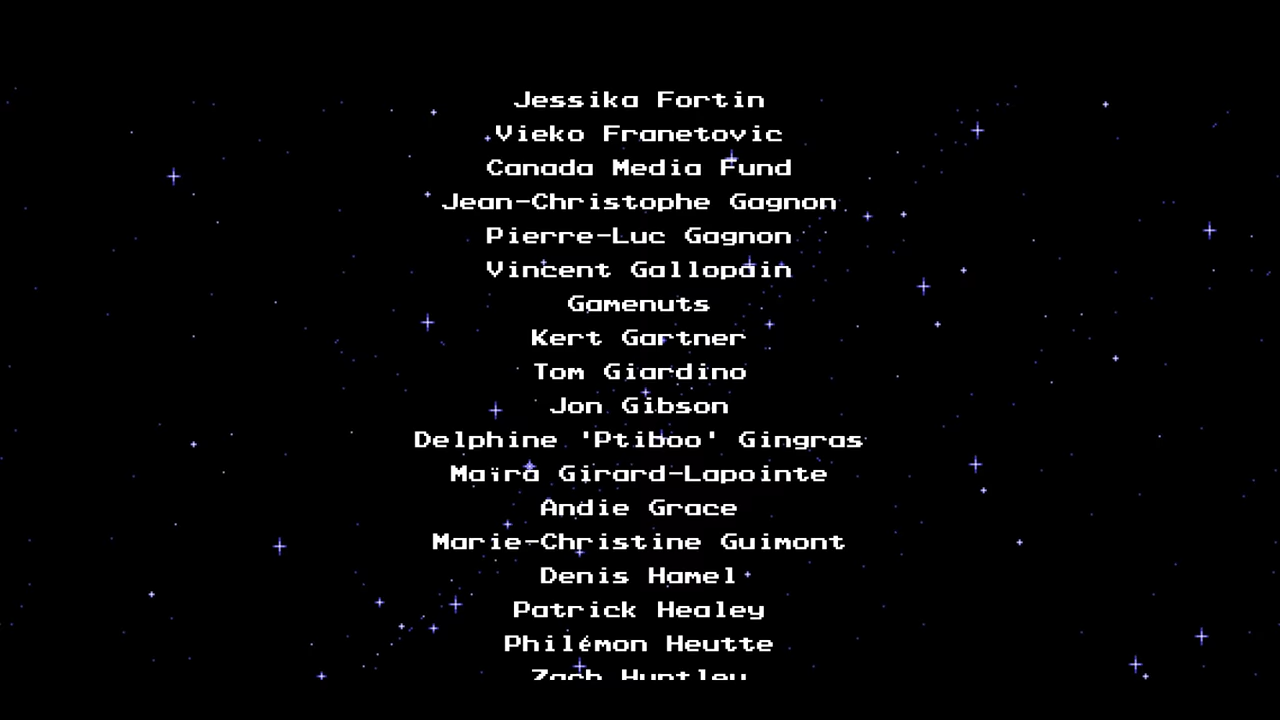 Jessika Fortin
Vieko Franetovic
Canada Media Fund
Jean-Christophe Gagnon
Pierre-Luc Gagnon
Vincent Gallopain
Gamenuts
Kert Gartner
Tom Giardino
Jon Gibson
Delphine 'Ptiboo' Gingras
Maïra Girard-Lapointe
Andie Grace
Marie-Christine Guimont
Denis Hamel
Patrick Healey
Philémon Heutte
Zach Huntley